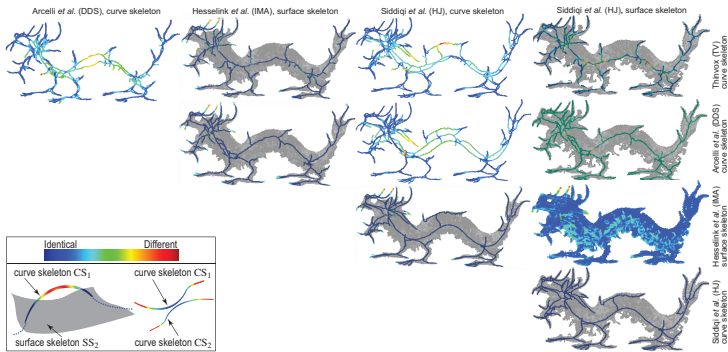 Arcelli et al. (DDS), curve skeleton
Hesselink et al. (IMA), surface skeleton
Siddiqi et al. (HJ), curve skeleton
Siddiqi et al. (HJ), surface skeleton
Thinvox (TV)
curve skeleton
Arcelli et al. (DDS)
curve skeleton
Hesselink et al. (IMA)
surface skeleton
Siddiqi et al. (HJ)
curve skeleton
Identical
Different
curve skeleton CS1
curve skeleton CS1
surface skeleton SS2
curve skeleton CS2